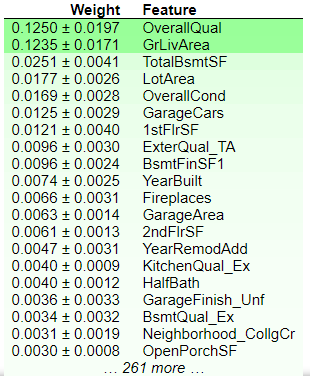 Weight Feature
0.1250 ± 0.0197 OverallQual
0.1235 ± 0.0171 GrLivArea
0.0251 ± 0.0041 TotalBsmtSF
0.0177 ± 0.0026 LotArea
0.0169 ± 0.0028 OverallCond
0.0125 ± 0.0029 GarageCars
0.0121 ± 0.0040 1stFlrSF
0.0096 ± 0.0030 ExterQual_TA
0.0096 ± 0.0024 BsmtFinSF1
0.0074 ± 0.0025 YearBuilt
0.0066 ± 0.0031 Fireplaces
0.0063 ± 0.0014 GarageArea
0.0061 ± 0.0013 2ndFlrSF
0.0047 ± 0.0031 YearRemodAdd
0.0040 ± 0.0009 KitchenQual_Ex
0.0040 ± 0.0012 HalfBath
0.0036 ± 0.0033 GarageFinish_Unf
0.0034 ± 0.0032 BsmtQual_Ex
0.0031 ± 0.0019 Neighborhood_CollgCr
0.0030 ± 0.0008 OpenPorchSF
… 261 more …